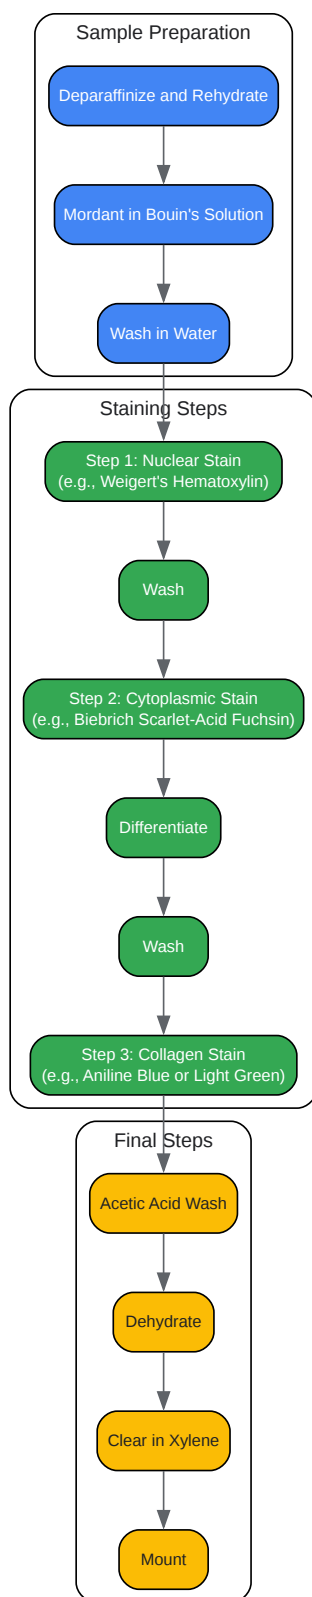 Sample Preparation
Deparaffinize and Rehydrate
Mordant in Bouin's Solution
Wash in Water
Staining Steps
Step 1: Nuclear Stain
(e.g., Weigert's Hematoxylin)
Wash
Step 2: Cytoplasmic Stain
(e.g., Biebrich Scarlet-Acid Fuchsin)
Differentiate
Wash
Step 3: Collagen Stain
(e.g., Aniline Blue or Light Green)
Final Steps
Acetic Acid Wash
Dehydrate
Clear in Xylene
Mount